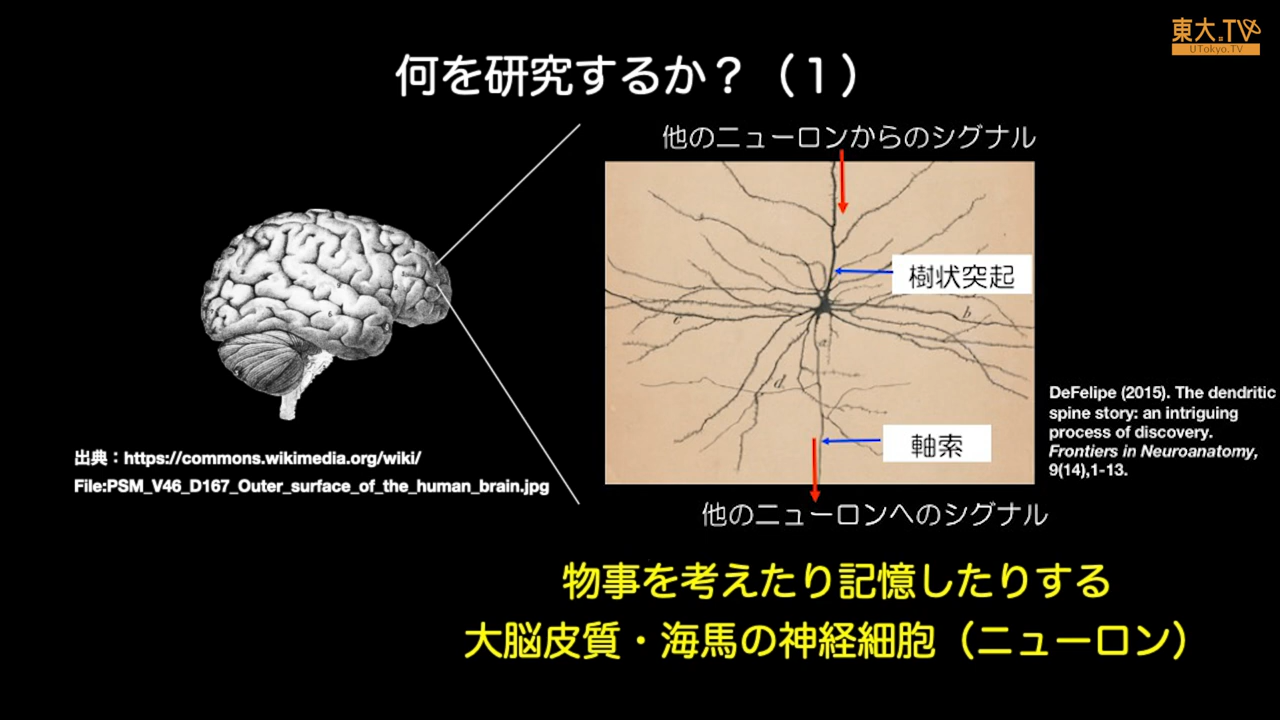 東大.TV
UTokyo.TV
何を研究するか？（１）
他のニューロンからのシグナル
樹状突起
b
c
a
d
軸索
DeFelipe (2015). The dendritic
spine story: an intriguing
process of discovery.
Frontiers in Neuroanatomy,
9(14),1-13.
出典：https://commons.wikimedia.org/wiki/
File:PSM_V46_D167_Outer_surface_of_the_human_brain.jpg
他のニューロンへのシグナル
物事を考えたり記憶したりする
大脳皮質・海馬の神経細胞（ニューロン）